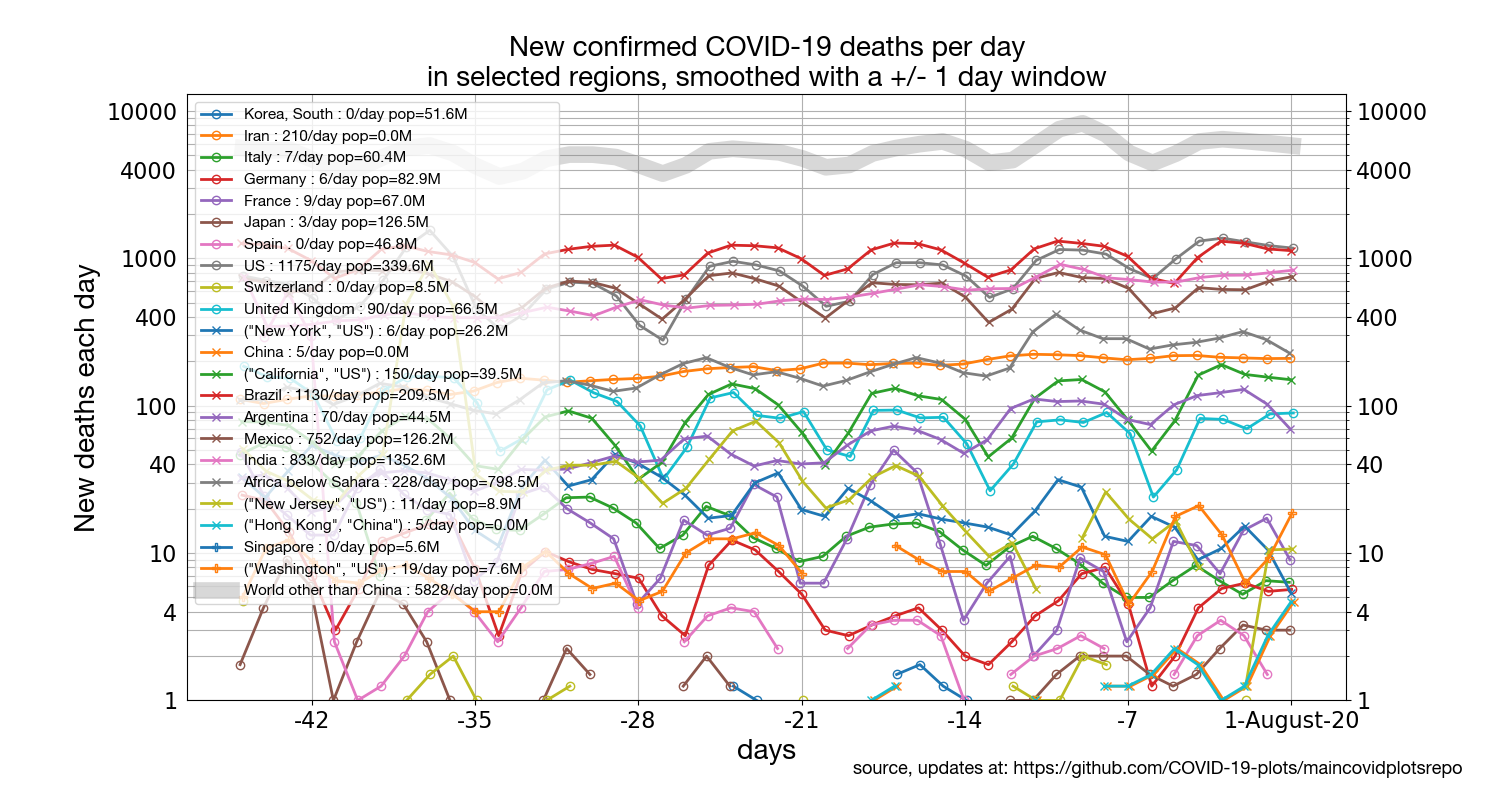 New confirmed COVID-19 deaths per day
in selected regions, smoothed with a +/- 1 day window
New deaths each day
10000
4000
1000
400
100
40
10
4
1
Korea, South : 0/day pop=51.6M
Iran : 210/day pop=0.0M
Italy : 7/day pop=60.4M
Germany : 6/day pop=82.9M
France : 9/day pop=67.0M
Japan : 3/day pop=126.5M
Spain : 0/day pop=46.8M
US : 1175/day pop=339.6M
Switzerland : 0/day pop=8.5M
United Kingdom : 90/day pop=66.5M
("New York", "US") : 6/day pop=26.2M
China : 5/day pop=0.0M
("California", "US") : 150/day pop=39.5M
Brazil : 1130/day pop=209.5M
Argentina : 70/day pop=44.5M
Mexico : 752/day pop=126.2M
India : 833/day pop=1352.6M
Africa below Sahara : 228/day pop=798.5M
("New Jersey", "US") : 11/day pop=8.9M
("Hong Kong", "China") : 5/day pop=0.0M
Singapore : 0/day pop=5.6M
("Washington", "US") : 19/day pop=7.6M
World other than China : 5828/day pop=0.0M
10000
4000
1000
400
100
40
10
4
1
-42 -35 -28 -21 -14 -7 1-August-20
days
source, updates at: https://github.com/COVID-19-plots/maincovidplotsrepo